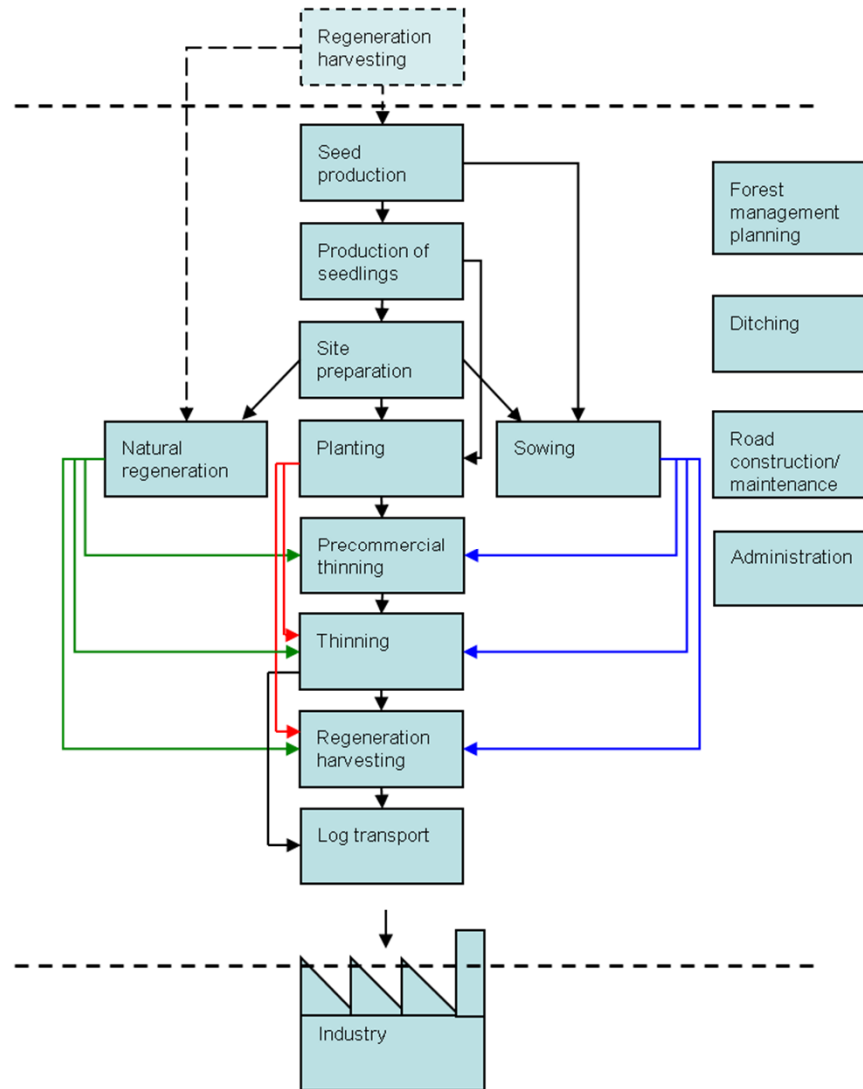 Regeneration
harvesting
Seed
production
Forest
management
planning
Production of
seedlings
Ditching
Site
preparation
Natural
regeneration
Planting
Sowing
Road
construction/
maintenance
Precommercial
thinning
Administration
Thinning
Regeneration
harvesting
Log transport
Industry